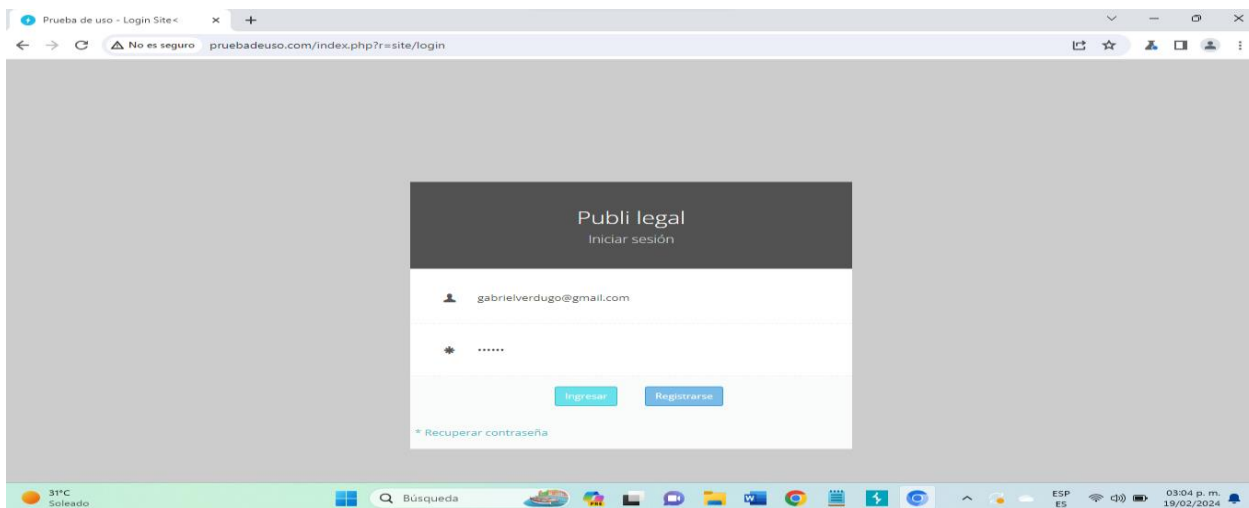 Prueba de uso - Login Site<
No es seguro pruebadeuso.com/index.php?r=site/login
Publi legal
Iniciar sesión
gabrielverdugo@gmail.com
••••••
Ingresar Registrarse
* Recuperar contraseña
31°C
Soleado
Búsqueda
PRE
ESP
ES
03:04 p. m.
19/02/2024